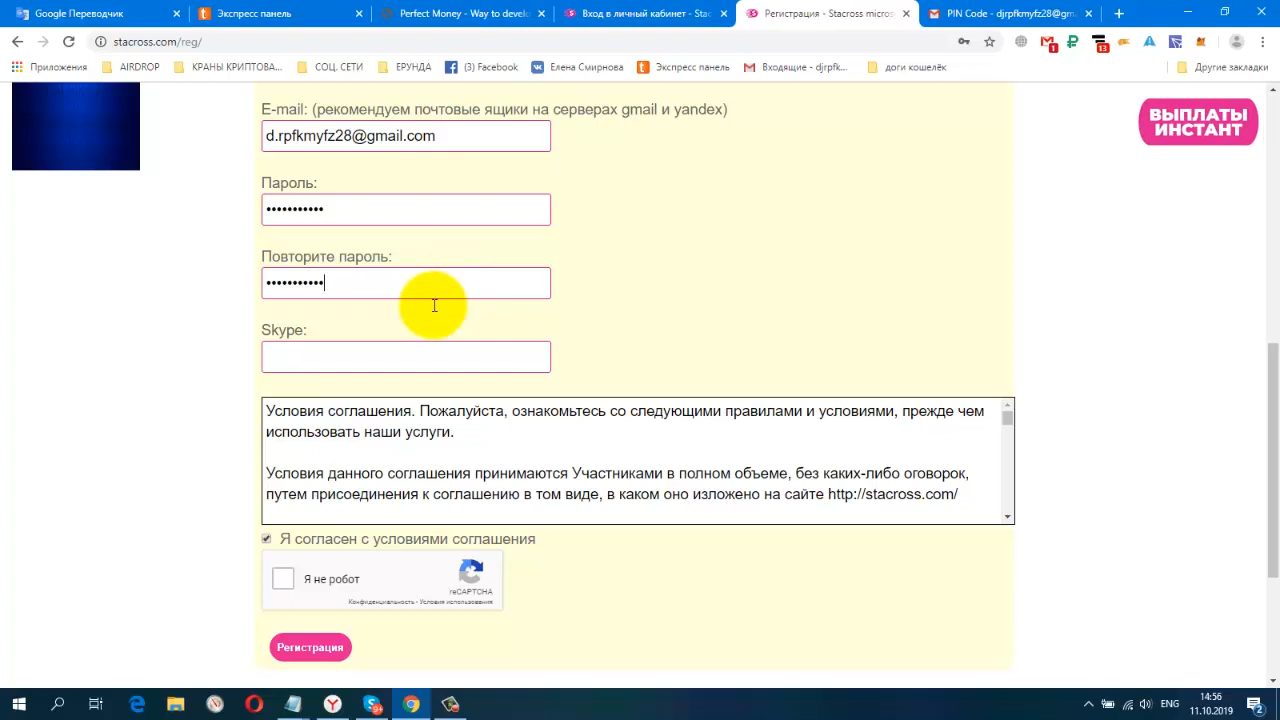 Google Переводчик
Экспресс панель
Perfect Money - Way to develo
Вход в личный кабинет - Stac
Регистрация - Stacross micros
PIN Code - djrpfkmyfz28@gma
stacross.com/reg/
1
13
Приложения
AIRDROP
КРАНЫ КРИПТОВА...
СОЦ. СЕТИ
ЕРУНДА
(3) Facebook
Елена Смирнова
Экспресс панель
Входящие - djrpfk...
доги кошелёк
Другие закладки
E-mail: (рекомендуем почтовые ящики на серверах gmail и yandex)
d.rpfkmyfz28@gmail.com
ВЫПЛАТЫ
ИНСТАНТ
Пароль:
•••••••••••
Повторите пароль:
•••••••••••
Skype:
Условия соглашения. Пожалуйста, ознакомьтесь со следующими правилами и условиями, прежде чем
использовать наши услуги.
Условия данного соглашения принимаются Участниками в полном объеме, без каких-либо оговорок,
путем присоединения к соглашению в том виде, в каком оно изложено на сайте http://stacross.com/
Я согласен с условиями соглашения
Я не робот
reCAPTCHA
Конфиденциальность - Условия использования
Регистрация
ENG
14:56
11.10.2019
2